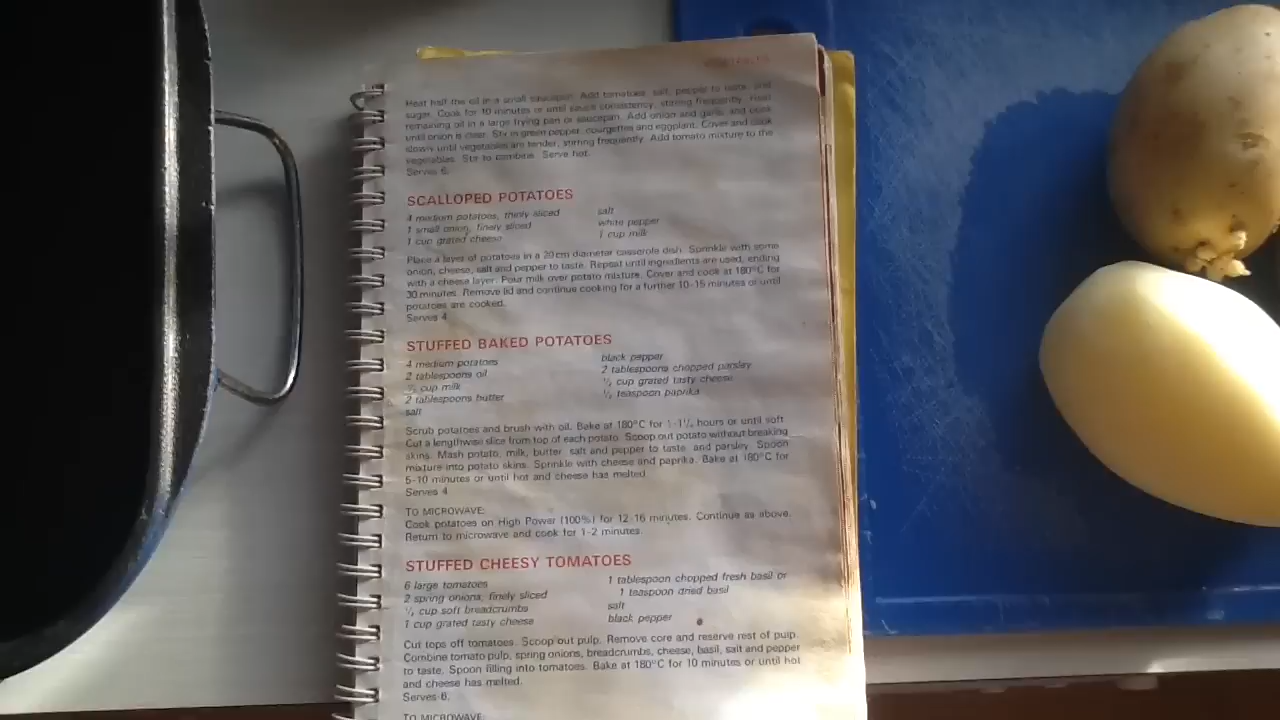 VEGETABLES
Heat half the oil in a small saucepan. Add tomatoes, salt, pepper to taste, and
sugar. Cook for 10 minutes or until sauce consistency, stirring frequently. Heat
remaining oil in a large frying pan or saucepan. Add onion and garlic and cook
until onion is clear. Stir in green pepper, courgettes and eggplant. Cover and cook
slowly until vegetables are tender, stirring frequently. Add tomato mixture to the
vegetables. Stir to combine. Serve hot.
Serves 6.
SCALLOPED POTATOES
4 medium potatoes, thinly sliced
1 small onion, finely sliced
1 cup grated cheese
salt
white pepper
1 cup milk
Place a layer of potatoes in a 20 cm diameter casserole dish. Sprinkle with some
onion, cheese, salt and pepper to taste. Repeat until ingredients are used, ending
with a cheese layer. Pour milk over potato mixture. Cover and cook at 180°C for
30 minutes. Remove lid and continue cooking for a further 10-15 minutes or until
potatoes are cooked.
Serves 4.
STUFFED BAKED POTATOES
4 medium potatoes
2 tablespoons oil
cup milk
2 tablespoons butter
salt
black pepper
2 tablespoons chopped parsley
½ cup grated tasty cheese
teaspoon paprika
Scrub potatoes and brush with oil. Bake at 180°C for 1-1½ hours or until soft.
Cut a lengthwise slice from top of each potato. Scoop out potato without breaking
skins. Mash potato, milk, butter, salt and pepper to taste, and parsley. Spoon
mixture into potato skins. Sprinkle with cheese and paprika. Bake at 180°C for
5-10 minutes or until hot and cheese has melted.
Serves 4.
TO MICROWAVE:
Cook potatoes on High Power (100%) for 12-16 minutes. Continue as above.
Return to microwave and cook for 1-2 minutes.
STUFFED CHEESY TOMATOES
6 large tomatoes
2 spring onions, finely sliced
cup soft breadcrumbs
1 cup grated tasty cheese
1 tablespoon chopped fresh basil or
1 teaspoon dried basil
salt
black pepper
Cut tops off tomatoes. Scoop out pulp. Remove core and reserve rest of pulp.
Combine tomato pulp, spring onions, breadcrumbs, cheese, basil, salt and pepper
to taste. Spoon filling into tomatoes. Bake at 180°C for 10 minutes or until hot
and cheese has melted.
Serves 6.
TO MICROWAVE: